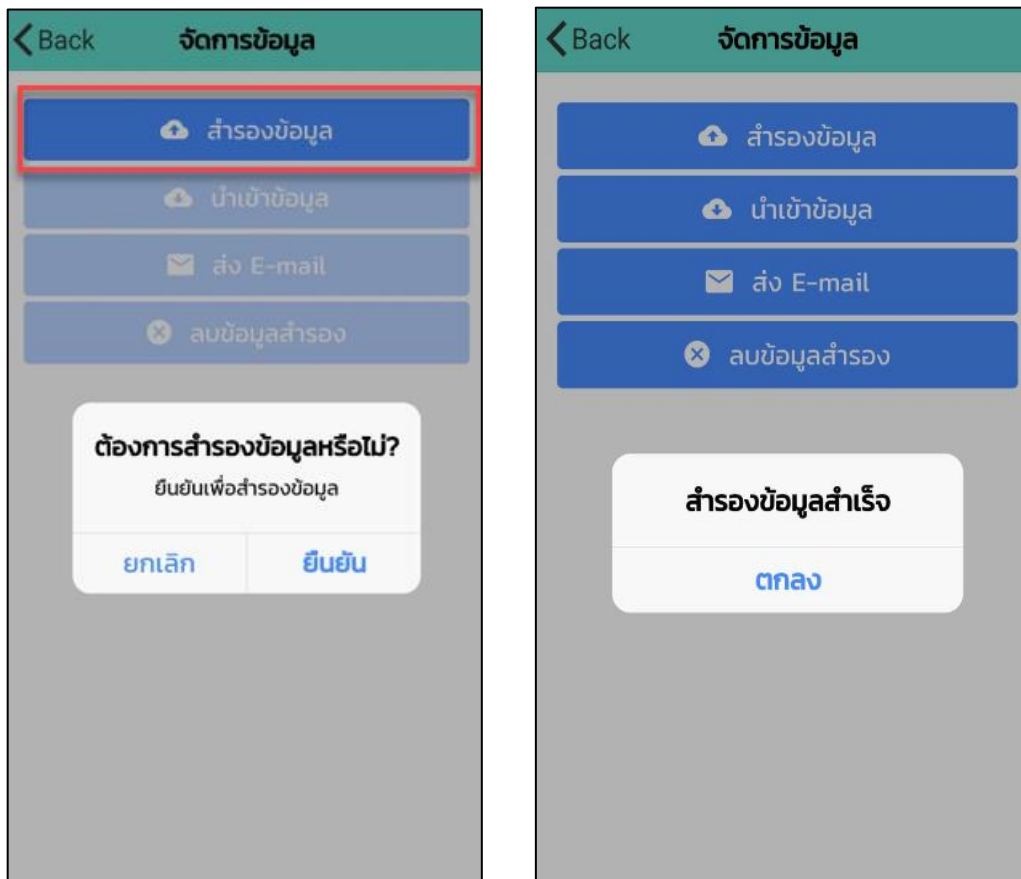 Back จัดการข้อมูล
สำรองข้อมูล
นำเข้าข้อมูล
ส่ง E-mail
ลบข้อมูลสำรอง
ต้องการสำรองข้อมูลหรือไม่?
ยืนยันเพื่อสำรองข้อมูล
ยกเลิก ยืนยัน
Back จัดการข้อมูล
สำรองข้อมูล
นำเข้าข้อมูล
ส่ง E-mail
ลบข้อมูลสำรอง
สำรองข้อมูลสำเร็จ
ตกลง